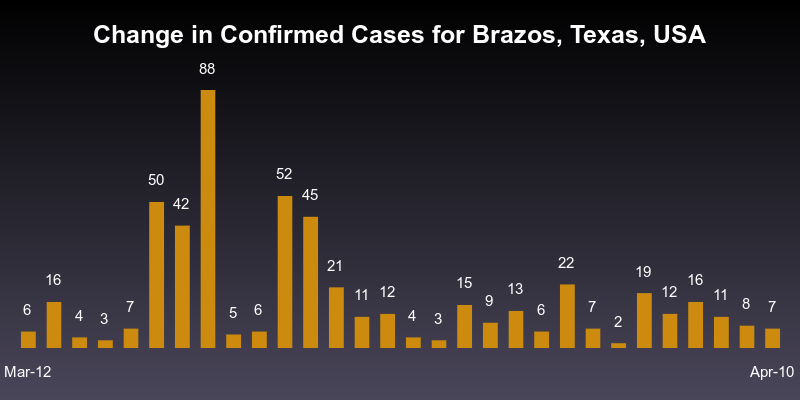 Change in Confirmed Cases for Brazos, Texas, USA
6 16 4 3 7 50 42 88 5 6 52 45 21 11 12 4 3 15 9 13 6 22 7 2 19 12 16 11 8 7
Mar-12 Apr-10